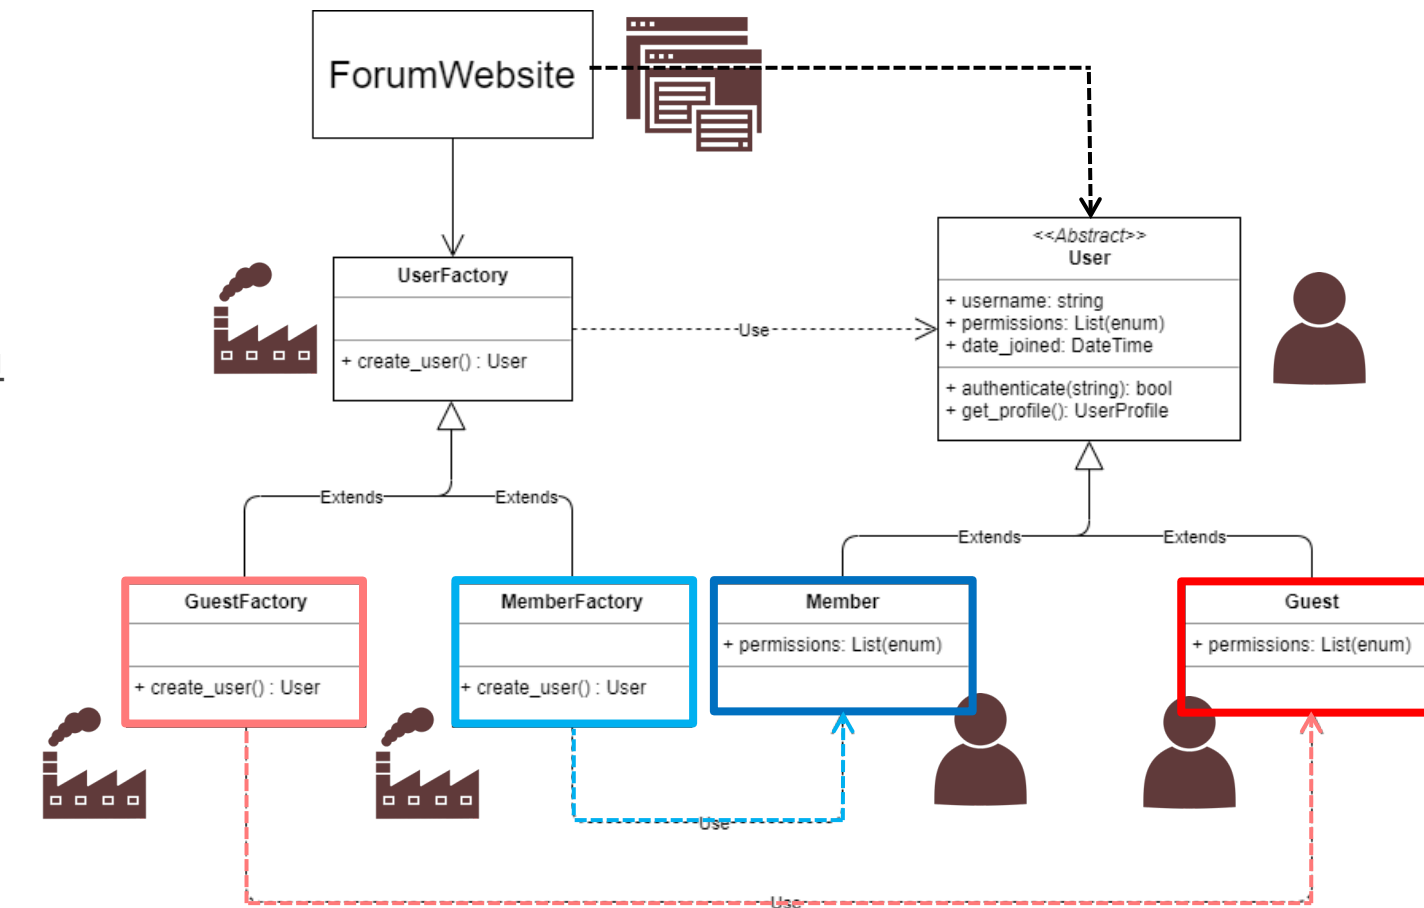 ForumWebsite
<<Abstract>>
User
+ username: string
+ permissions: List(enum)
+ date_joined: DateTime
+ authenticate(string): bool
+ get_profile(): UserProfile
UserFactory
+ create_user() : User
Use
Extends
Extends
Extends
Extends
GuestFactory
+ create_user() : User
MemberFactory
+ create_user() : User
Member
+ permissions: List(enum)
Guest
+ permissions: List(enum)
Use
Use